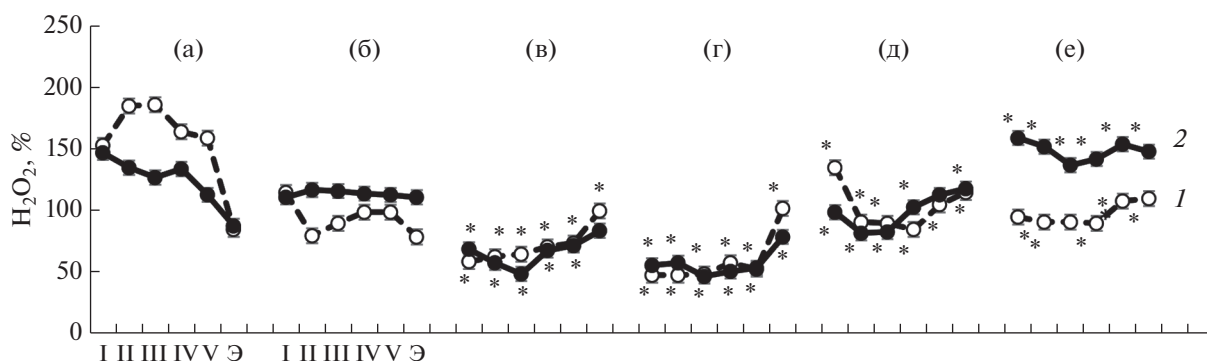 250
(а) (б) (в) (г) (д) (е)
200
150
100
50
0
H₂O₂, %
* * * * * *
* * * * * *
* * * * * *
* * * * * *
* * * * * *
* * * * * *
* * * * * *
* * * * *
2
1
I II III IV V Э I II III IV V Э